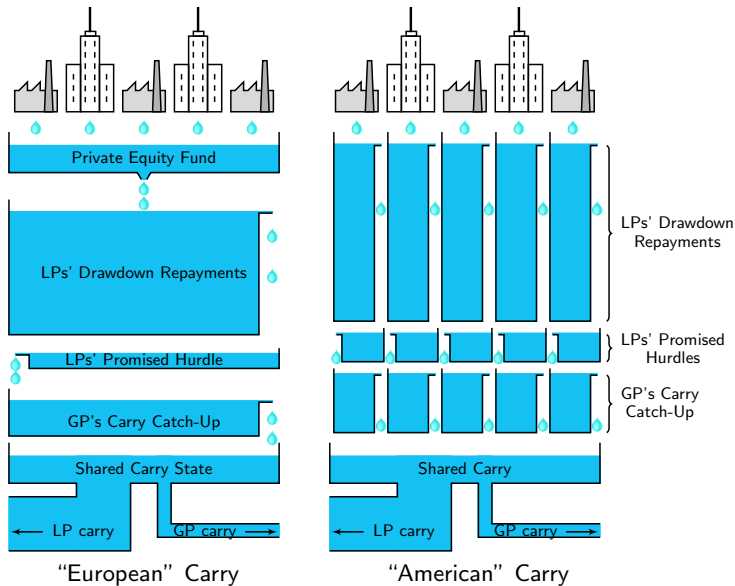 Private Equity Fund
LPs' Drawdown Repayments
LPs' Promised Hurdle
GP's Carry Catch-Up
Shared Carry State
LP carry
GP carry
“European” Carry
LPs' Drawdown
Repayments
LPs' Promised
Hurdles
GP's Carry
Catch-Up
Shared Carry
LP carry
GP carry
“American” Carry